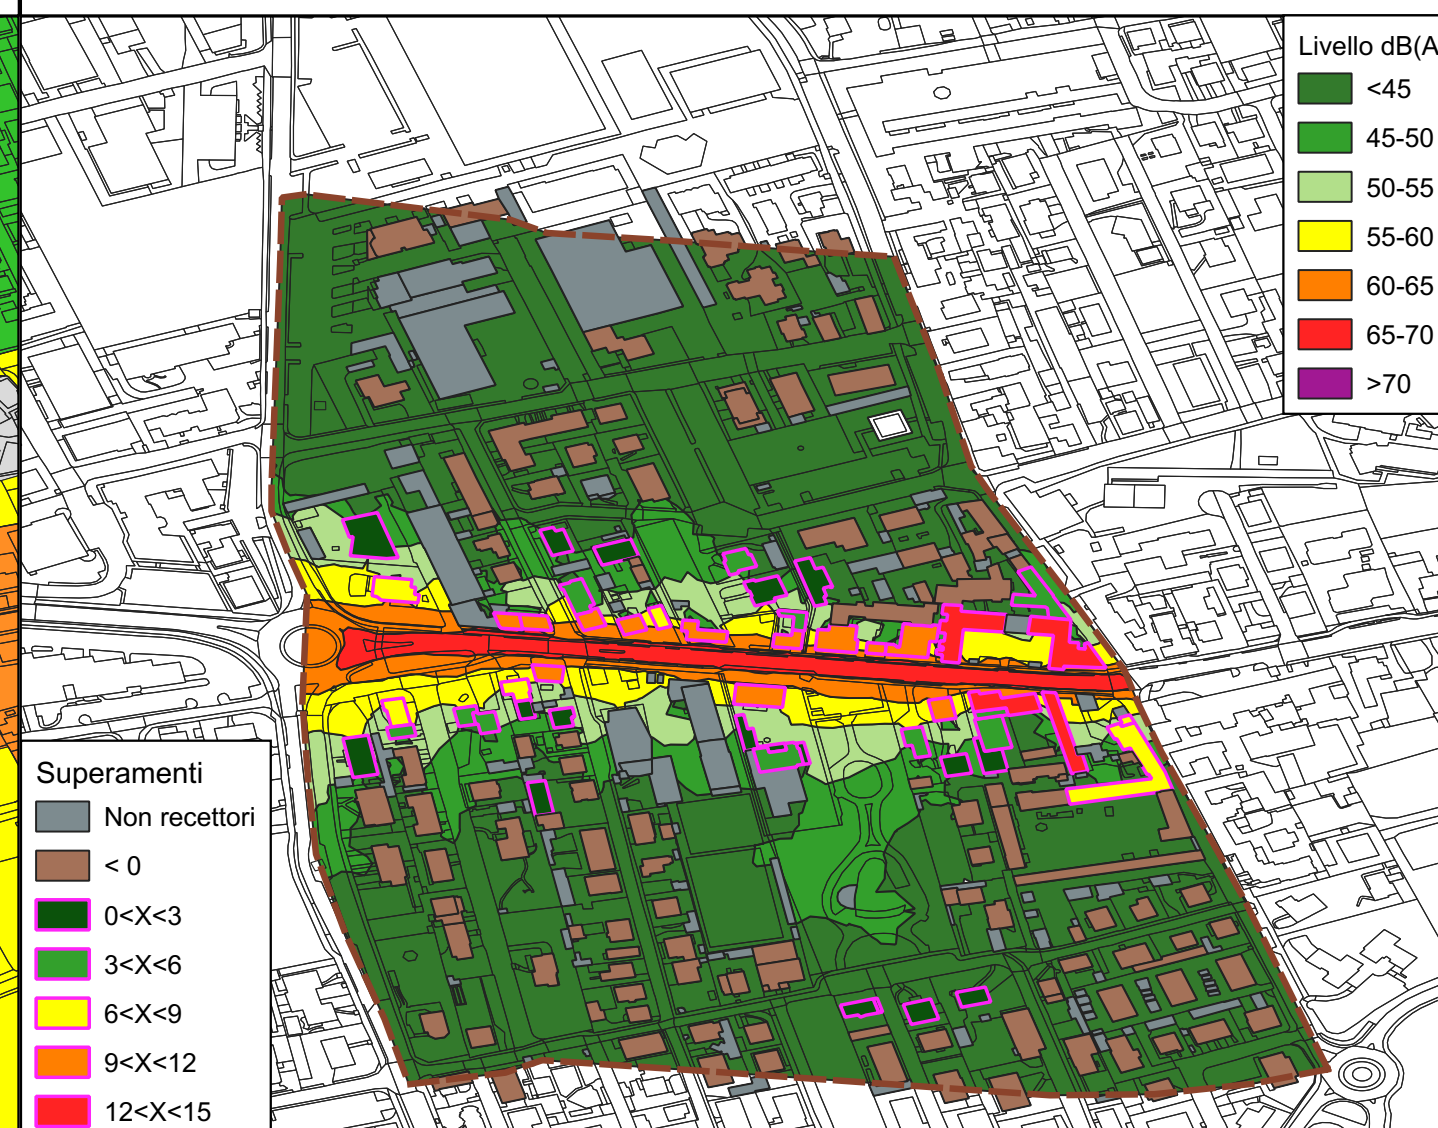 Livello dB(A
<45
45-50
50-55
55-60
60-65
65-70
>70
Superamenti
Non recettori
< 0
0<X<3
3<X<6
6<X<9
9<X<12
12<X<15